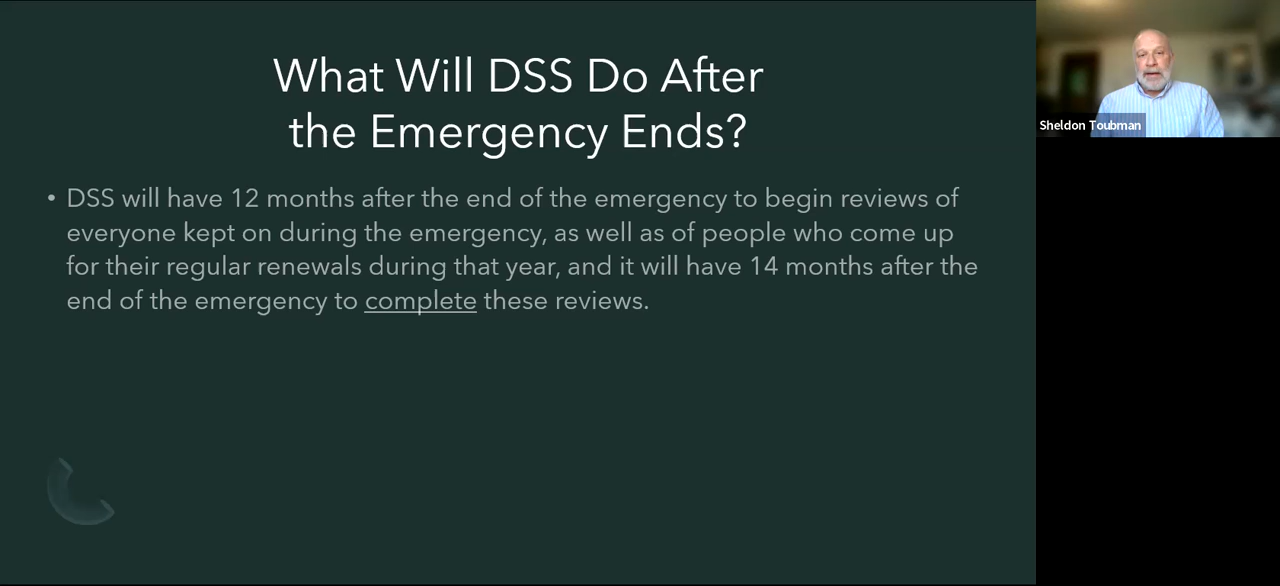 What Will DSS Do After
the Emergency Ends?
• DSS will have 12 months after the end of the emergency to begin reviews of
everyone kept on during the emergency, as well as of people who come up
for their regular renewals during that year, and it will have 14 months after the
end of the emergency to complete these reviews.
Sheldon Toubman